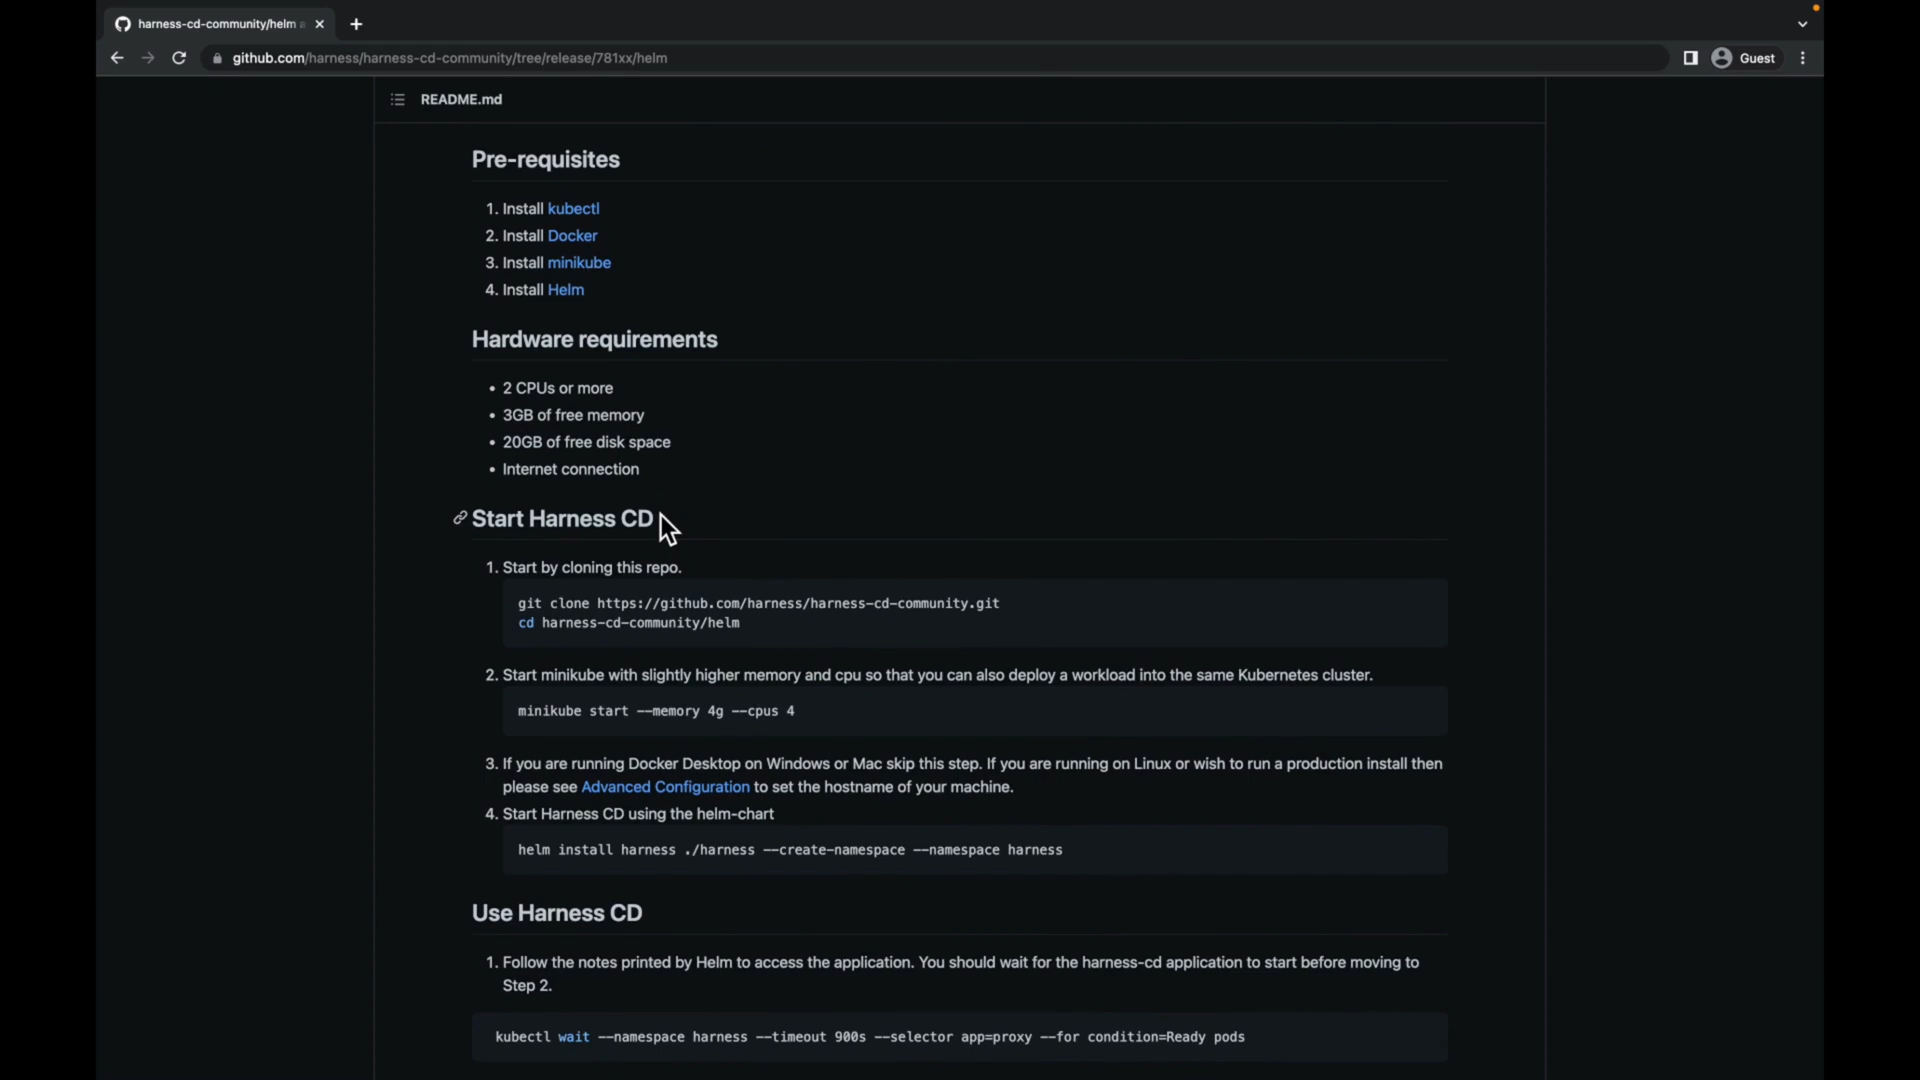 harness-cd-community/helm
github.com/harness/harness-cd-community/tree/release/781xx/helm
Guest
README.md
Pre-requisites
1. Install kubectl
2. Install Docker
3. Install minikube
4. Install Helm
Hardware requirements
• 2 CPUs or more
• 3GB of free memory
• 20GB of free disk space
• Internet connection
Start Harness CD
1. Start by cloning this repo.
git clone https://github.com/harness/harness-cd-community.git
cd harness-cd-community/helm
2. Start minikube with slightly higher memory and cpu so that you can also deploy a workload into the same Kubernetes cluster.
minikube start --memory 4g --cpus 4
3. If you are running Docker Desktop on Windows or Mac skip this step. If you are running on Linux or wish to run a production install then
please see Advanced Configuration to set the hostname of your machine.
4. Start Harness CD using the helm-chart
helm install harness ./harness --create-namespace --namespace harness
Use Harness CD
1. Follow the notes printed by Helm to access the application. You should wait for the harness-cd application to start before moving to
Step 2.
kubectl wait --namespace harness --timeout 900s --selector app=proxy --for condition=Ready pods